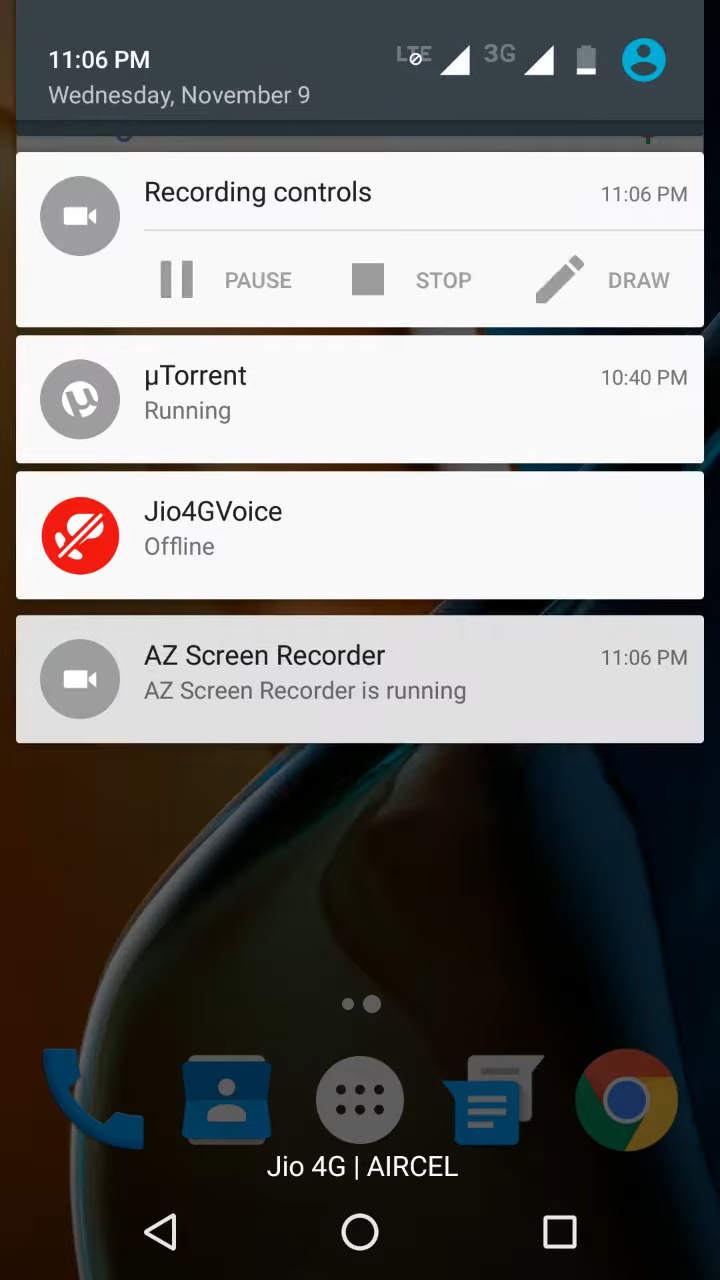 11:06 PM
LTE
3G
Wednesday, November 9
Recording controls
11:06 PM
PAUSE
STOP
DRAW
µTorrent
10:40 PM
Running
Jio4GVoice
Offline
AZ Screen Recorder
11:06 PM
AZ Screen Recorder is running
Jio 4G | AIRCEL